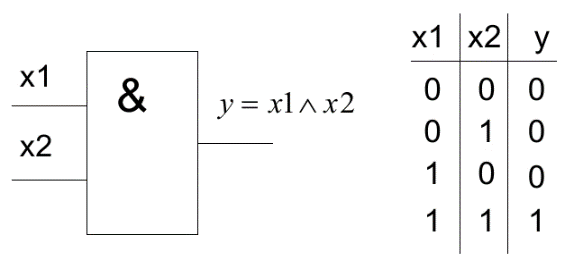 x1
x2
&
y = x1 ∧ x2
x1 x2 y
0 0 0
0 1 0
1 0 0
1 1 1